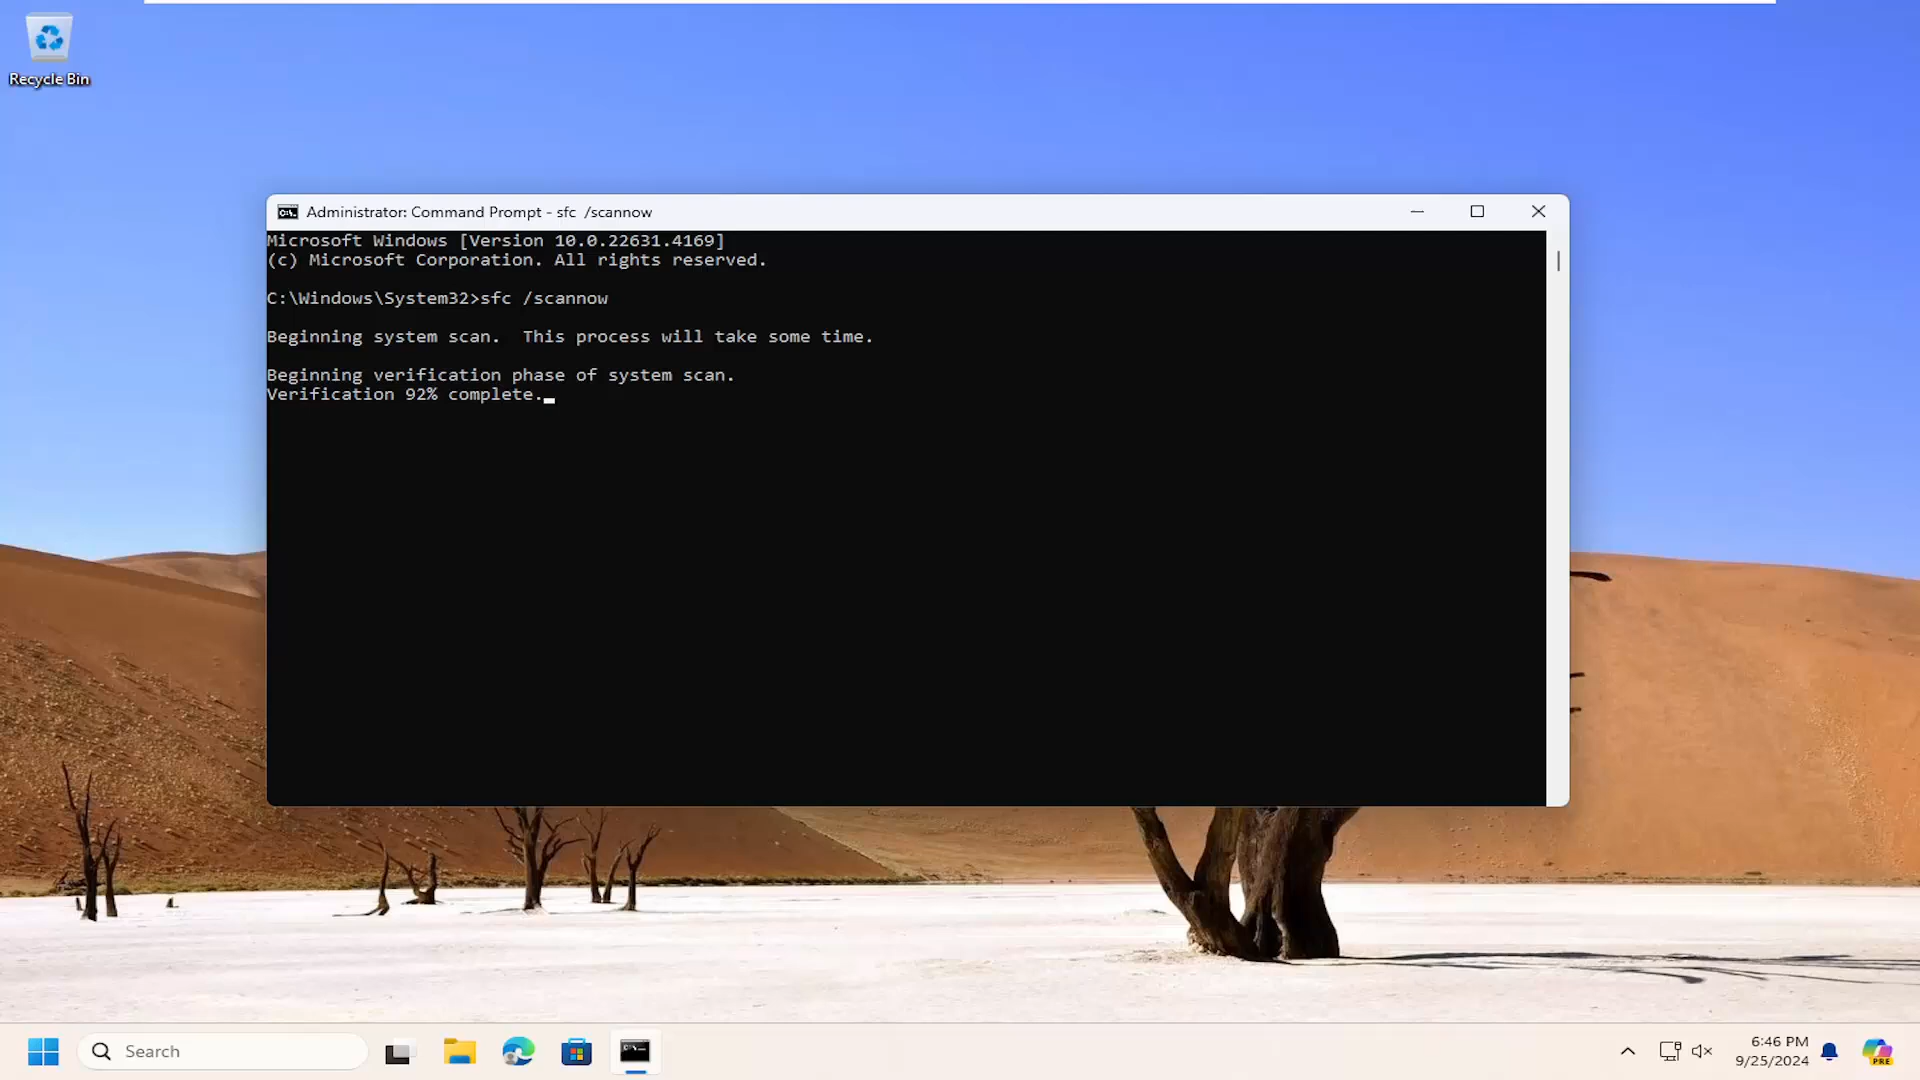 Recycle Bin
Administrator: Command Prompt - sfc  /scannow
Microsoft Windows [Version 10.0.22631.4169]
(c) Microsoft Corporation. All rights reserved.
C:\Windows\System32>sfc /scannow
Beginning system scan.  This process will take some time.
Beginning verification phase of system scan.
Verification 92% complete.
Search
6:46 PM
9/25/2024
PRE